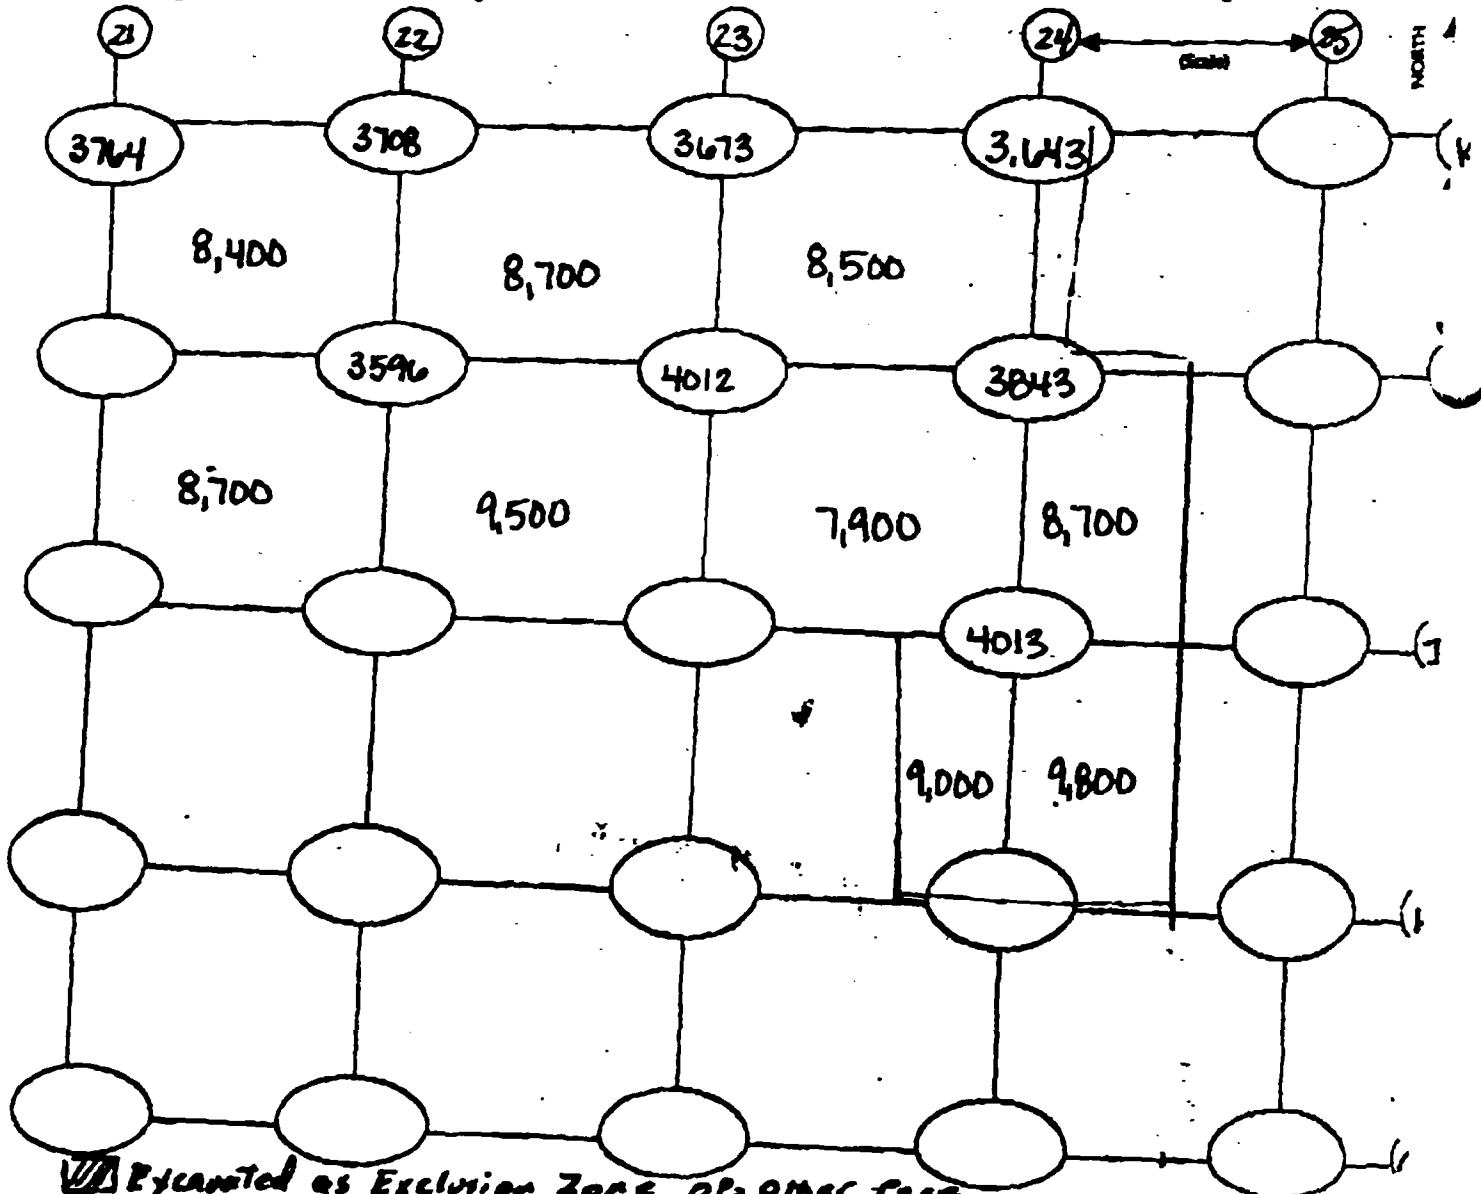 21 22 23 24 (Scale) 25 NORTH
3764 3708 3673 3.643 K
8,400 8,700 8,500
3596 4012 3843
8,700 9,500 7,900 8,700
4013 J
9,000 9,800
I
Excavated as Exclusion Zone